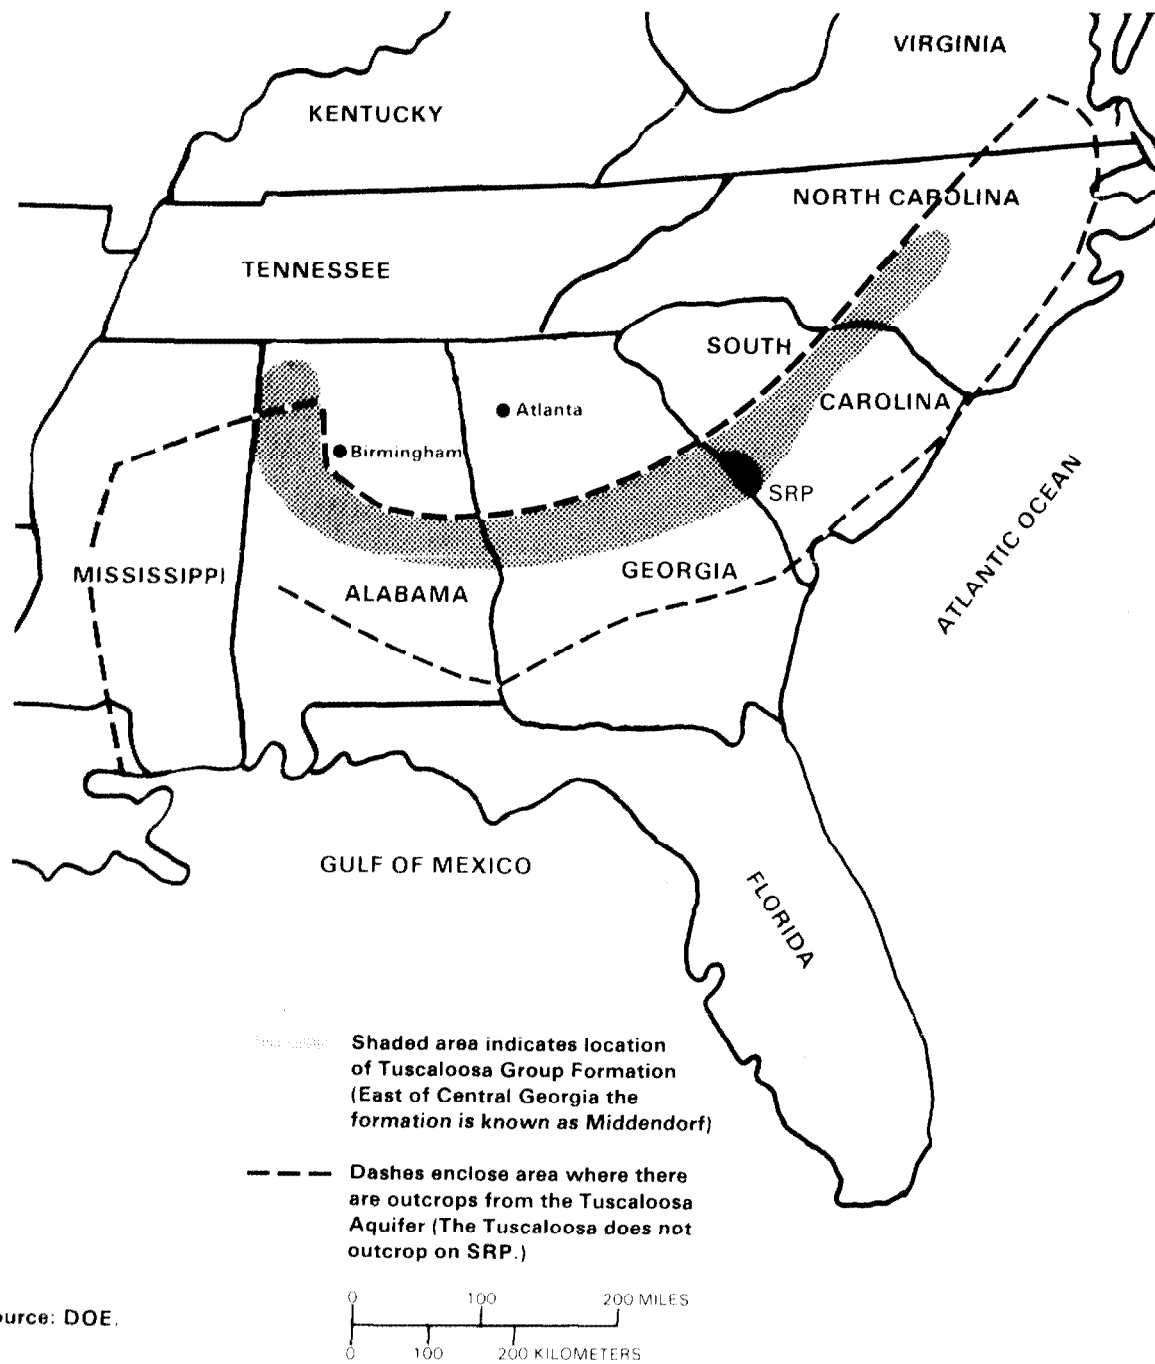 VIRGINIA
KENTUCKY
NORTH CAROLINA
TENNESSEE
SOUTH
CAROLINA
Atlanta
Birmingham
SRP
ATLANTIC OCEAN
MISSISSIPPI
ALABAMA
GEORGIA
GULF OF MEXICO
FLORIDA
Shaded area indicates location
of Tuscaloosa Group Formation
(East of Central Georgia the
formation is known as Middendorf)
Dashes enclose area where there
are outcrops from the Tuscaloosa
Aquifer (The Tuscaloosa does not
outcrop on SRP.)
0 100 200 MILES
0 100 200 KILOMETERS
ource: DOE.